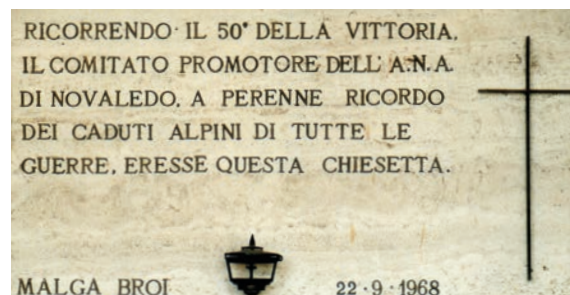 RICORRENDO IL 50° DELLA VITTORIA,
IL COMITATO PROMOTORE DELL' A.N.A.
DI NOVALEDO, A PERENNE RICORDO
DEI CADUTI ALPINI DI TUTTE LE
GUERRE, ERESSE QUESTA CHIESETTA.
MALGA BROI 22·9·1968